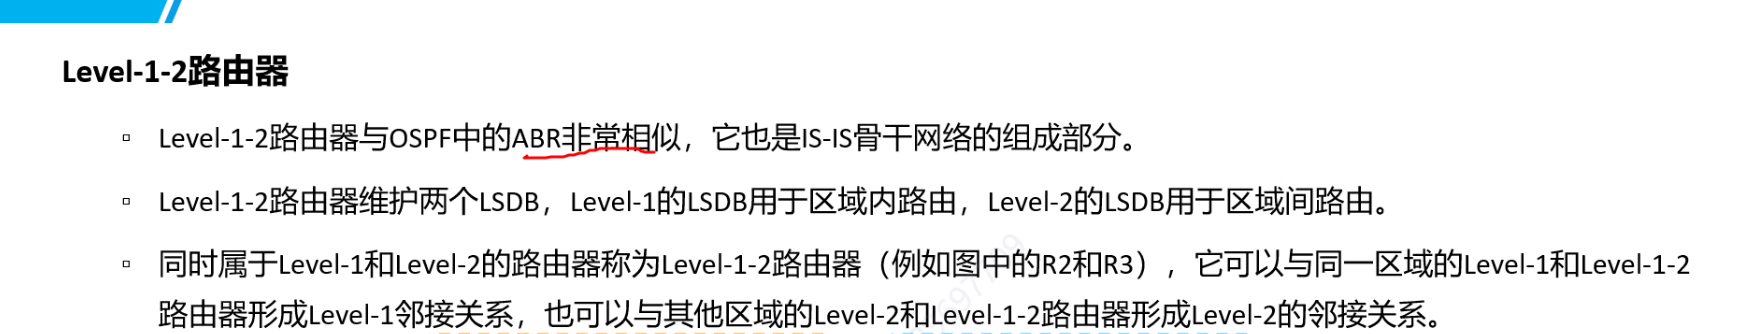 Level-1-2路由器
▫ Level-1-2路由器与OSPF中的ABR非常相似，它也是IS-IS骨干网络的组成部分。
▫ Level-1-2路由器维护两个LSDB，Level-1的LSDB用于区域内路由，Level-2的LSDB用于区域间路由。
▫ 同时属于Level-1和Level-2的路由器称为Level-1-2路由器（例如图中的R2和R3），它可以与同一区域的Level-1和Level-1-2
路由器形成Level-1邻接关系，也可以与其他区域的Level-2和Level-1-2路由器形成Level-2的邻接关系。